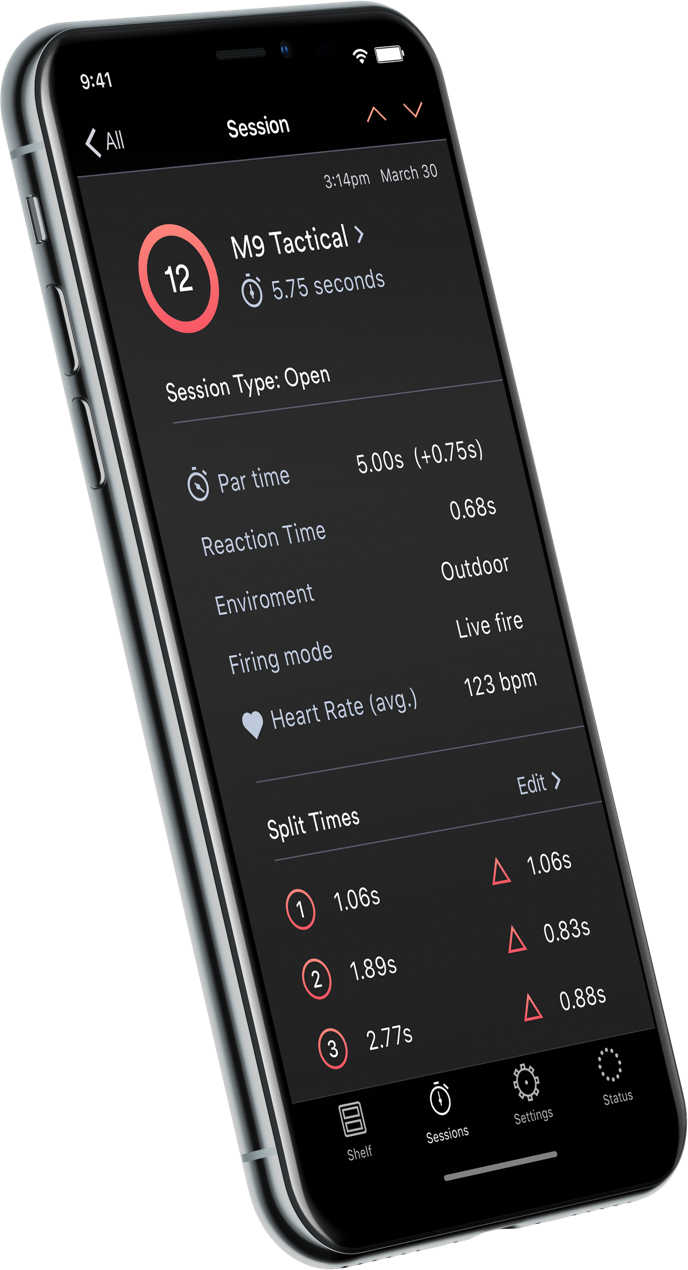 9:41
All
Session
3:14pm March 30
12
M9 Tactical
5.75 seconds
Session Type: Open
Par time 5.00s (+0.75s)
Reaction Time 0.68s
Enviroment Outdoor
Firing mode Live fire
Heart Rate (avg.) 123 bpm
Split Times Edit
1 1.06s 1.06s
2 1.89s 0.83s
3 2.77s 0.88s
Shelf Sessions Settings Status